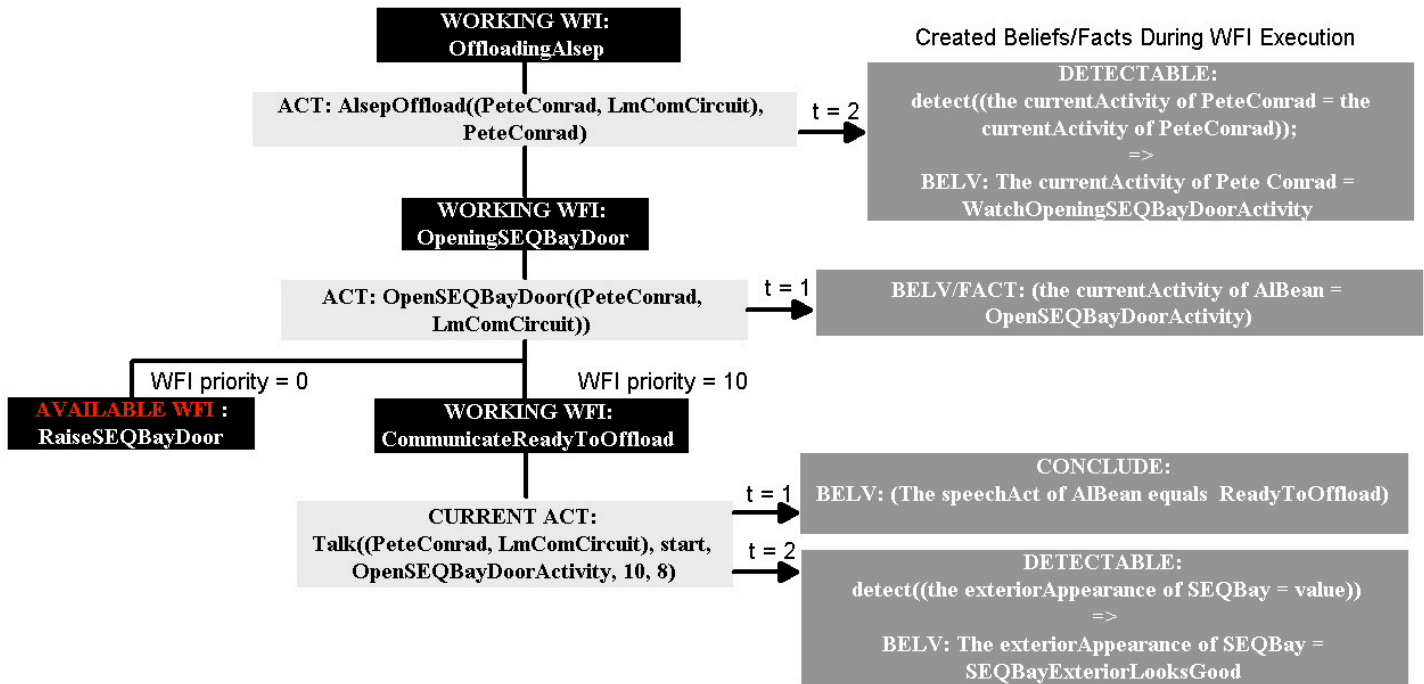 WORKING WFI:
OffloadingAlsep
Created Beliefs/Facts During WFI Execution
ACT: AlsepOffload((PeteConrad, LmComCircuit),
PeteConrad)
t = 2
DETECTABLE:
detect((the currentActivity of PeteConrad = the
currentActivity of PeteConrad));
=>
BELV: The currentActivity of Pete Conrad =
WatchOpeningSEQBayDoorActivity
WORKING WFI:
OpeningSEQBayDoor
ACT: OpenSEQBayDoor((PeteConrad,
LmComCircuit))
t = 1
BELV/FACT: (the currentActivity of AlBean =
OpenSEQBayDoorActivity)
WFI priority = 0
WFI priority = 10
AVAILABLE WFI :
RaiseSEQBayDoor
WORKING WFI:
CommunicateReadyToOffload
CURRENT ACT:
Talk((PeteConrad, LmComCircuit), start,
OpenSEQBayDoorActivity, 10, 8)
t = 1
CONCLUDE:
BELV: (The speechAct of AlBean equals  ReadyToOffload)
t = 2
DETECTABLE:
detect((the exteriorAppearance of SEQBay = value))
=>
BELV: The exteriorAppearance of SEQBay =
SEQBayExteriorLooksGood